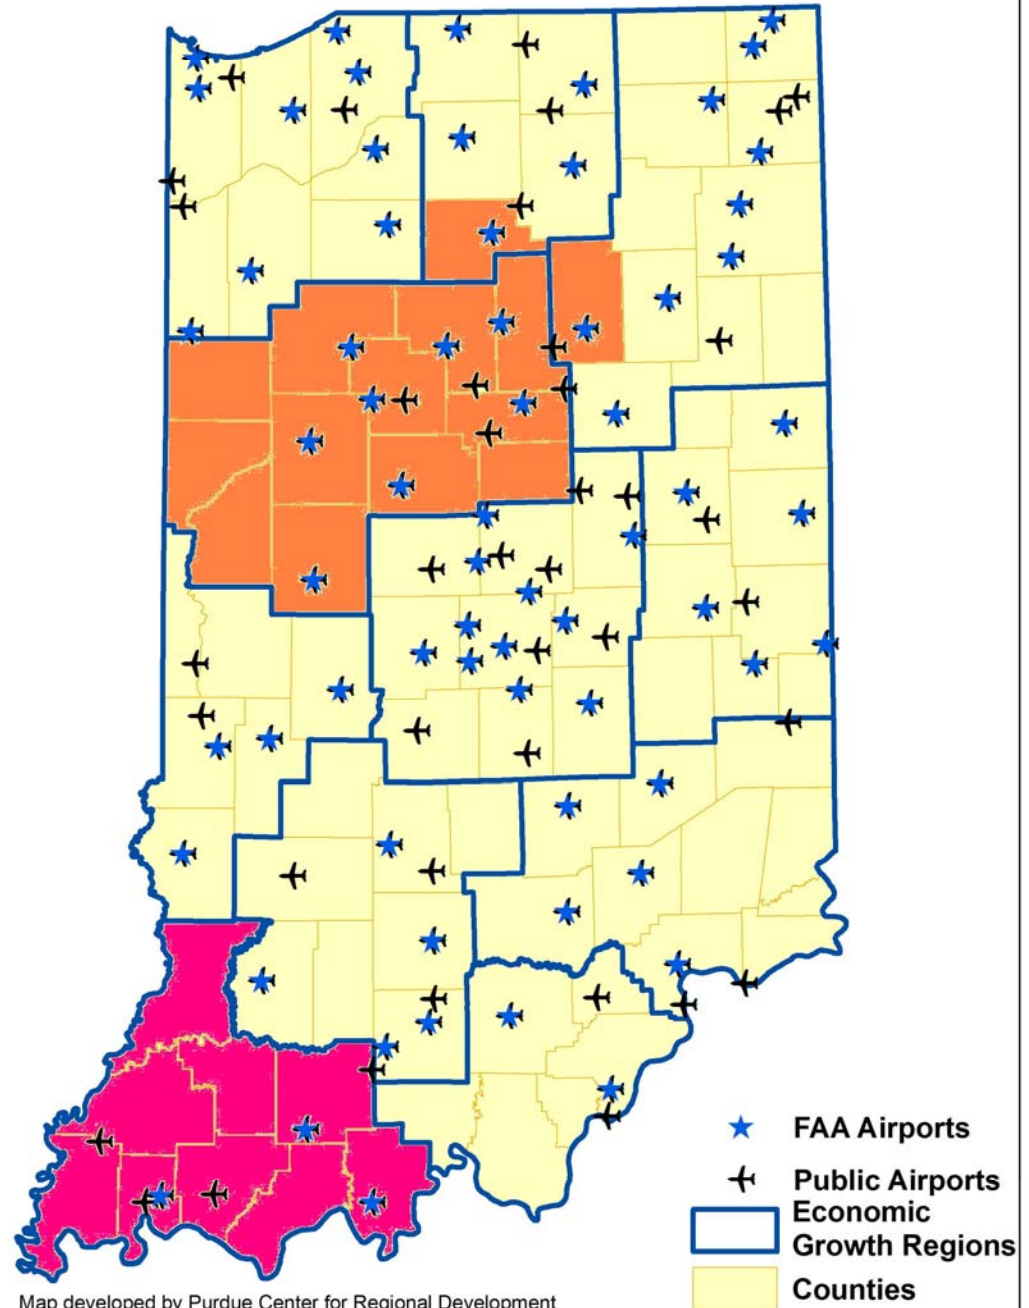 FAA Airports
Public Airports
Economic
Growth Regions
Counties
Map developed by Purdue Center for Regional Development